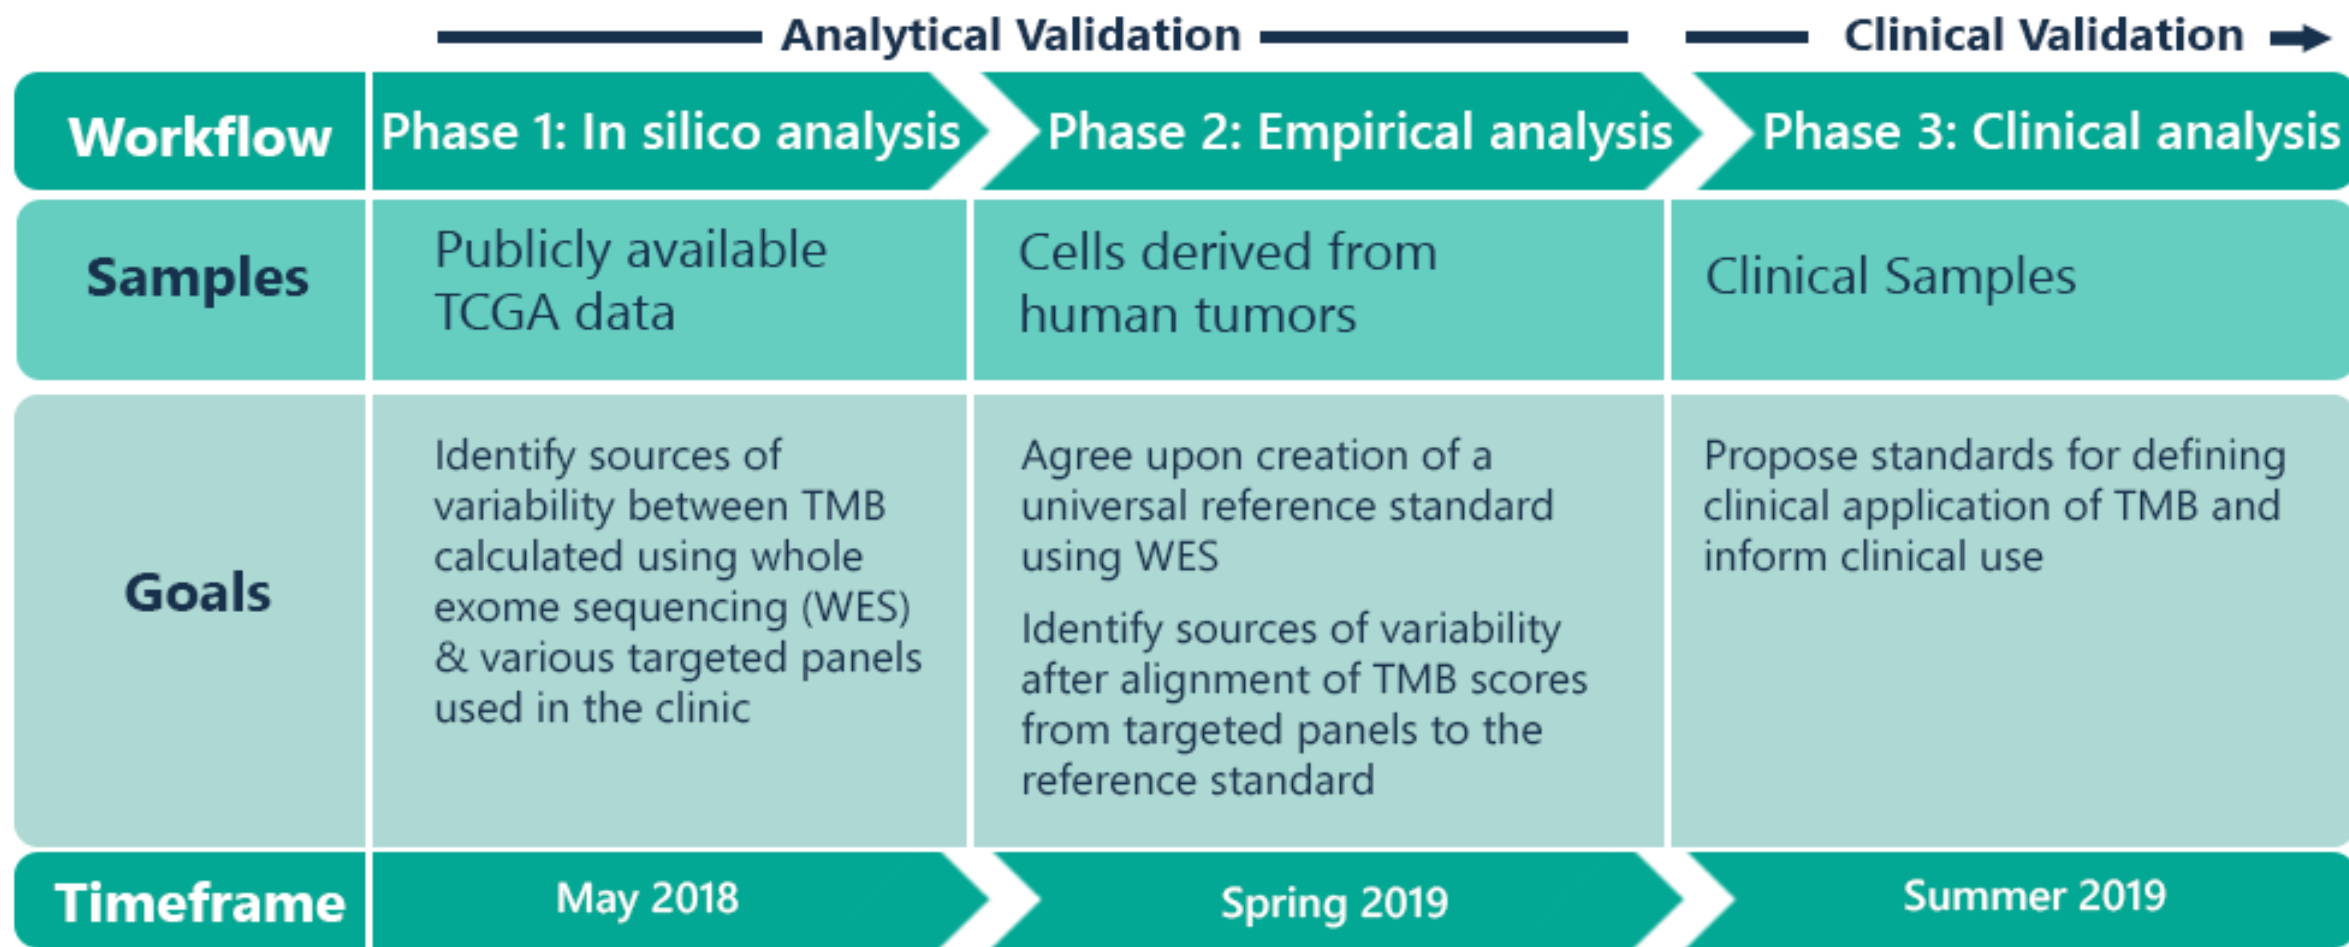 Analytical Validation
Clinical Validation
Workflow
Phase 1: In silico analysis
Phase 2: Empirical analysis
Phase 3: Clinical analysis
Samples
Publicly available
TCGA data
Cells derived from
human tumors
Clinical Samples
Goals
Identify sources of
variability between TMB
calculated using whole
exome sequencing (WES)
& various targeted panels
used in the clinic
Agree upon creation of a
universal reference standard
using WES
Identify sources of variability
after alignment of TMB scores
from targeted panels to the
reference standard
Propose standards for defining
clinical application of TMB and
inform clinical use
Timeframe
May 2018
Spring 2019
Summer 2019